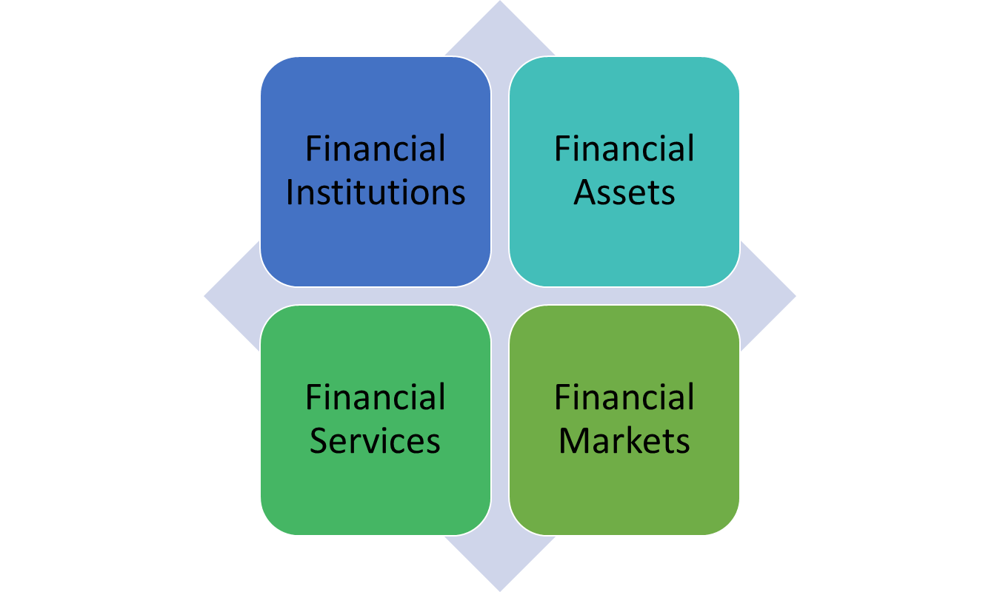 Financial
Institutions
Financial
Assets
Financial
Services
Financial
Markets